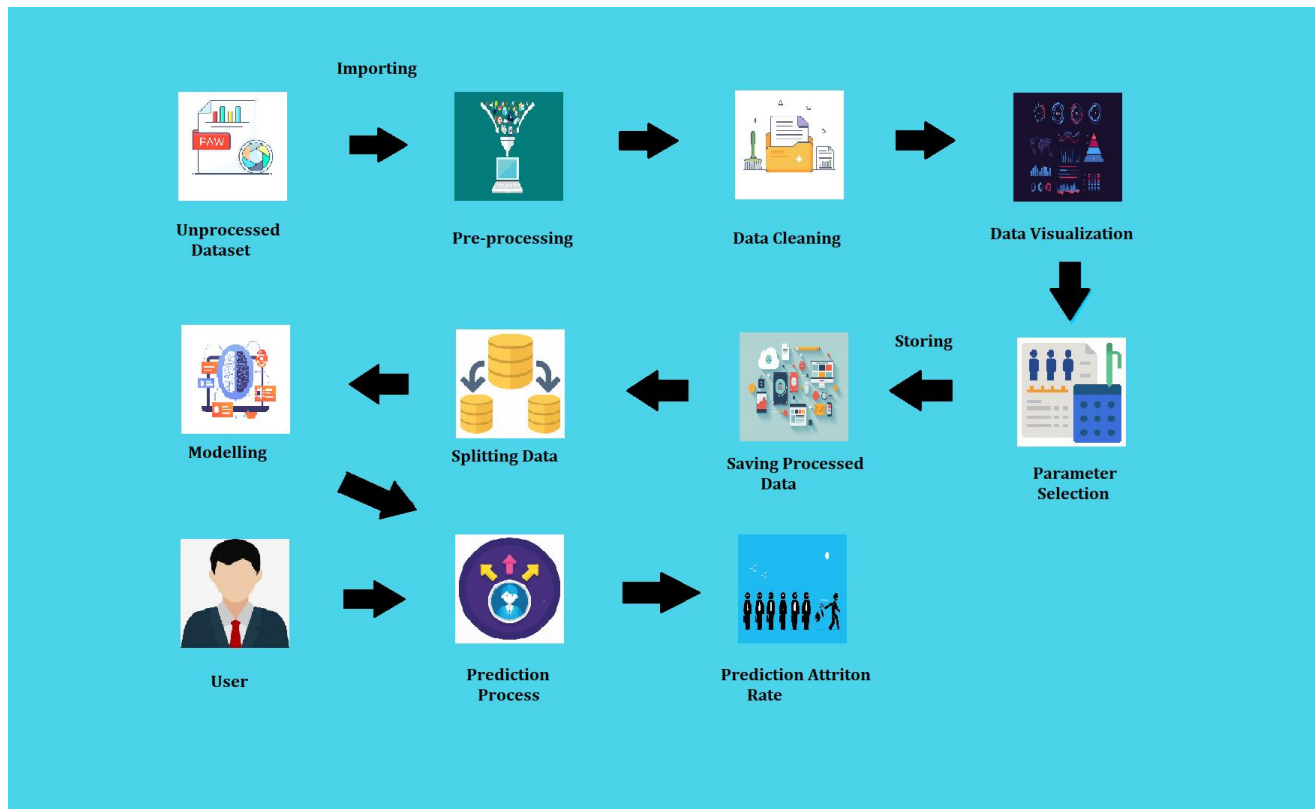 Importing
FAW
Unprocessed
Dataset
Pre-processing
Data Cleaning
Data Visualization
Storing
Modelling
Splitting Data
Saving Processed
Data
Parameter
Selection
User
Prediction
Process
Prediction Attriton
Rate